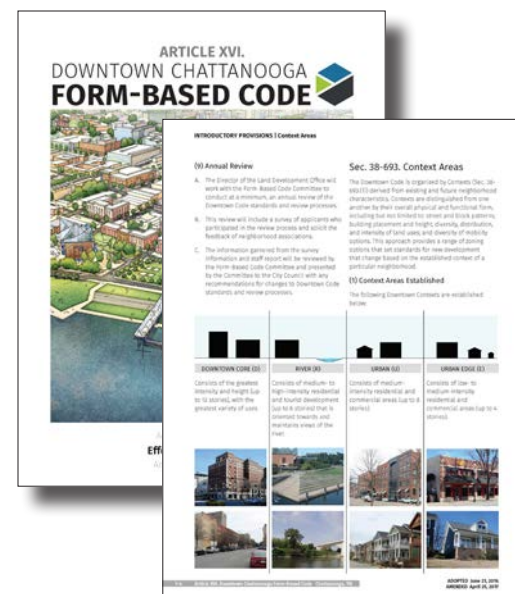 ARTICLE XVI.
DOWNTOWN CHATTANOOGA
FORM-BASED CODE
Eff
INTRODUCTORY PROVISIONS | Context Areas
(9) Annual Review
A. The Director of the Land Development Office will
work with the Form-Based Code Committee to
conduct at a minimum, an annual review of the
Downtown Code standards and review processes.
B. This review will include a survey of applicants who
participated in the review process and solicit the
feedback of neighborhood associations.
C. The information garnered from the survey
information and staff report will be reviewed by
the Form-Based Code Committee and presented
by the Committee to the City Council with any
recommendations for changes to Downtown Code
standards and review processes.
Sec. 38-693. Context Areas
The Downtown Code is organized by Contexts (Sec. 38-
693.(1)) derived from existing and future neighborhood
characteristics. Contexts are distinguished from one
another by their overall physical and functional form,
including but not limited to street and block patterns,
building placement and height, diversity, distribution,
and intensity of land uses, and diversity of mobility
options. This approach provides a range of zoning
options that set standards for new development
that change based on the established context of a
particular neighborhood.
(1) Context Areas Established
The following Downtown Contexts are established
below:
DOWNTOWN CORE (D)
Consists of the greatest
intensity and height (up
to 12 stories), with the
greatest variety of uses
RIVER (R)
Consists of medium- to
high-intensity residential
and tourist development
(up to 8 stories) that is
oriented towards and
maintains views of the
river.
URBAN (U)
Consists of medium-
intensity residential and
commercial areas (up to 6
stories)
URBAN EDGE (E)
Consists of low- to
medium intensity
residential and
commercial areas (up to 4
stories)
Article XVI. Downtown Chattanooga Form-Based Code Chattanooga, TN
ADOPTED June 21, 2016
AMENDED April 25, 2017